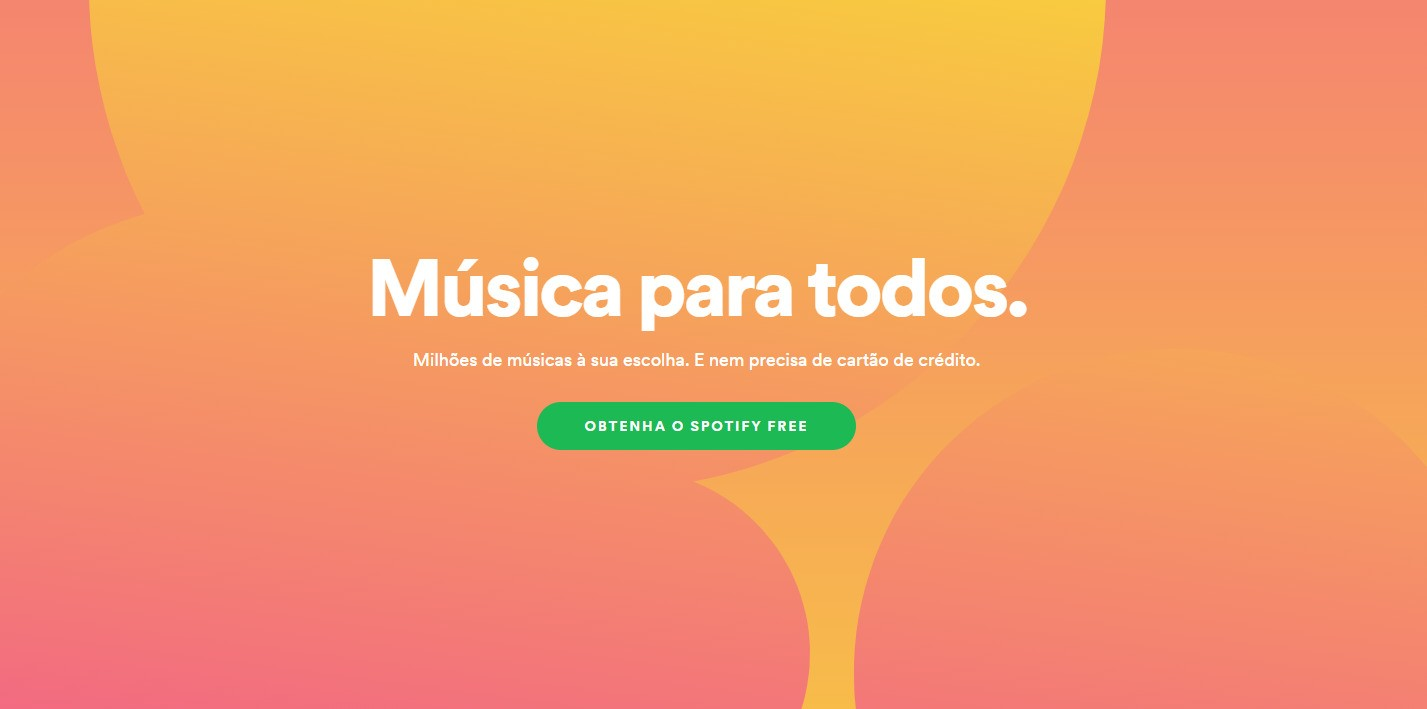 Música para todos.
Milhões de músicas à sua escolha. E nem precisa de cartão de crédito.
OBTENHA O SPOTIFY FREE